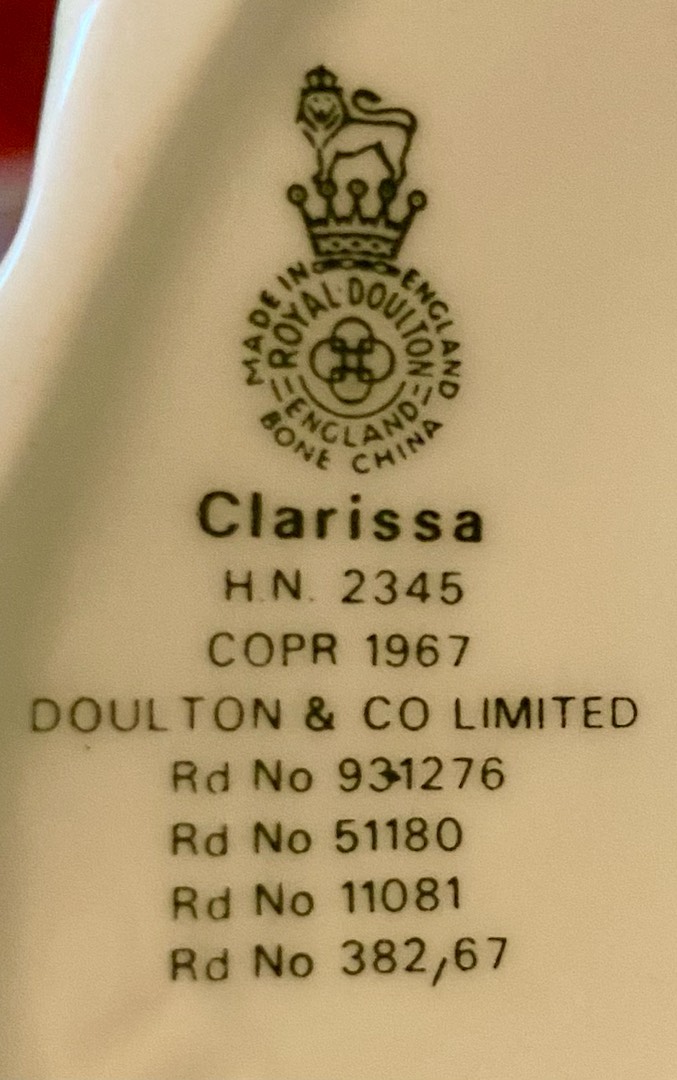 MADE IN ENGLAND
ROYAL·DOULTON
ENGLAND
BONE CHINA
Clarissa
H.N. 2345
COPR 1967
DOULTON & CO LIMITED
Rd No 931276
Rd No 51180
Rd No 11081
Rd No 382/67